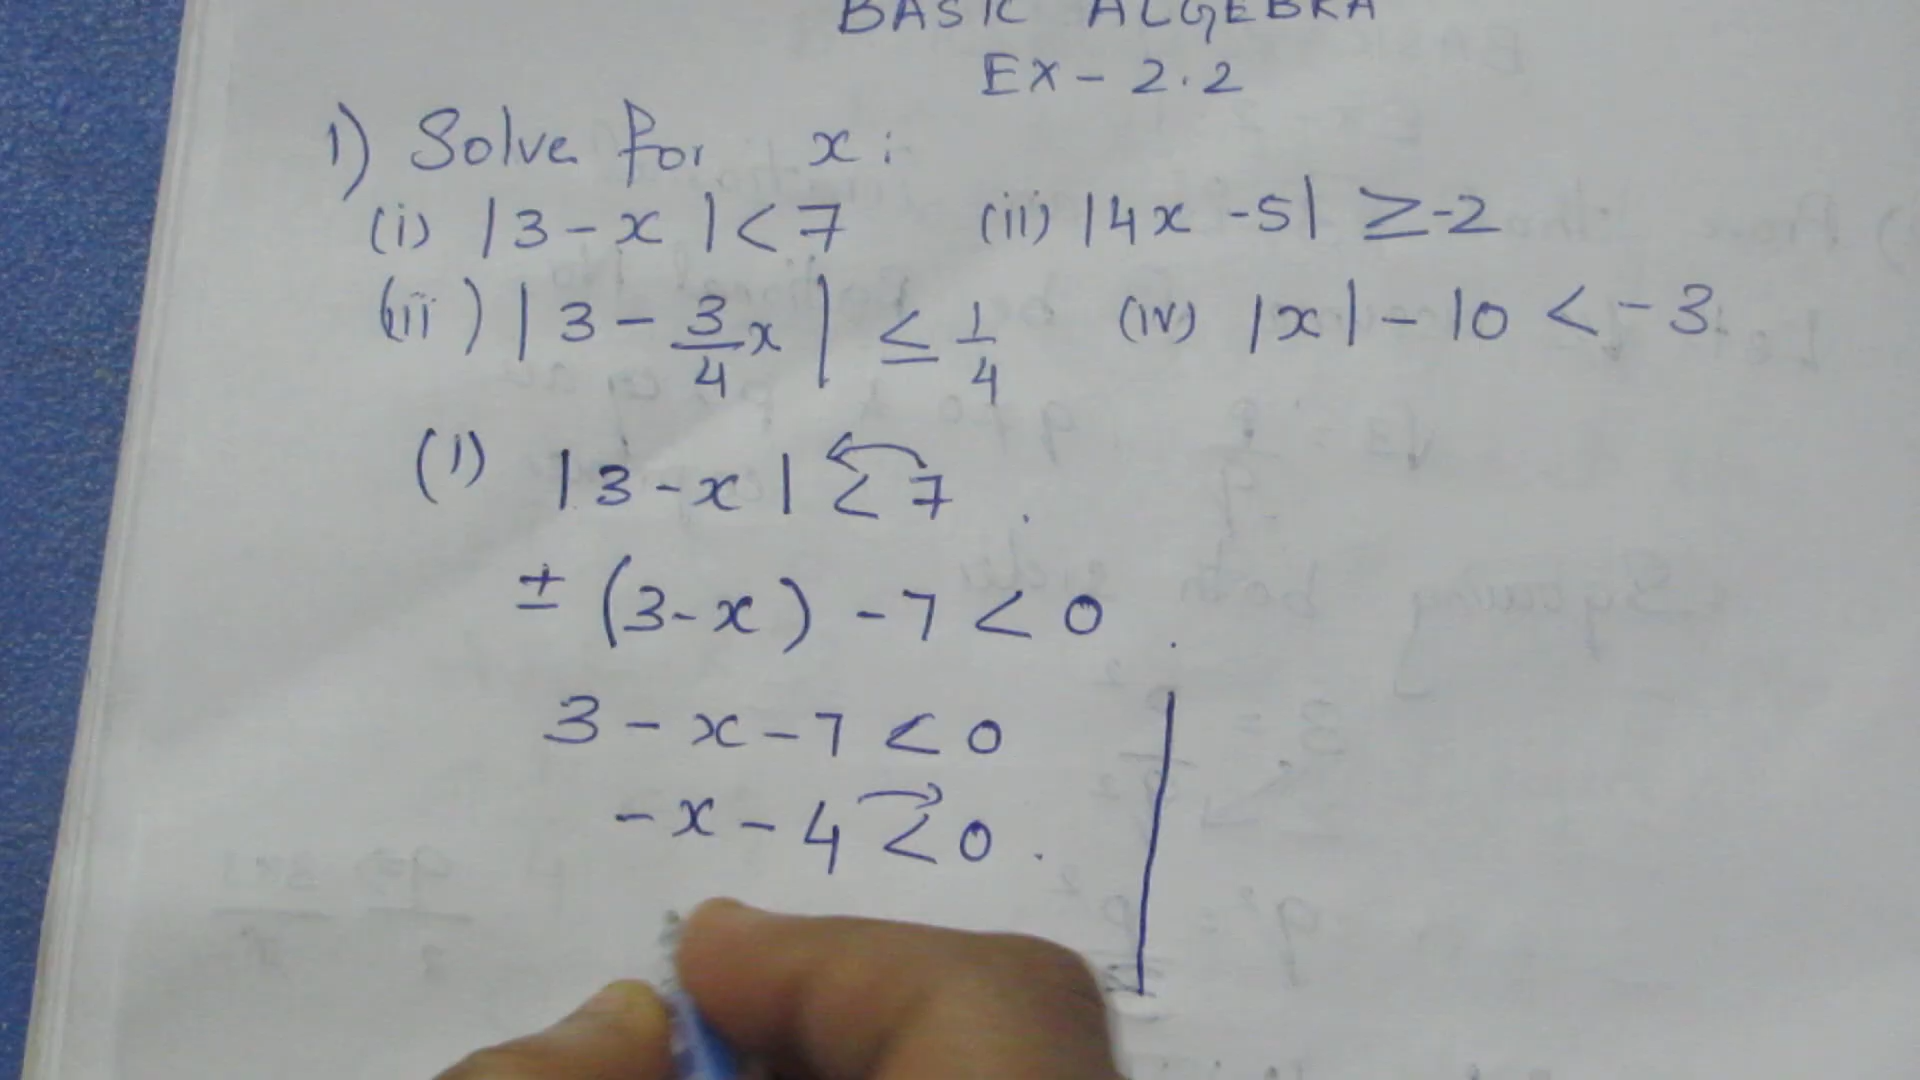 BASIC ALGEBRA
EX - 2.2
1) Solve for x:
(i) |3 - x| < 7 (ii) |4x - 5| ≥ -2
(iii) |3 - 3/4 x| ≤ 1/4 (iv) |x| - 10 < -3
(1) |3 - x| < 7
± (3 - x) - 7 < 0
3 - x - 7 < 0
- x - 4 < 0